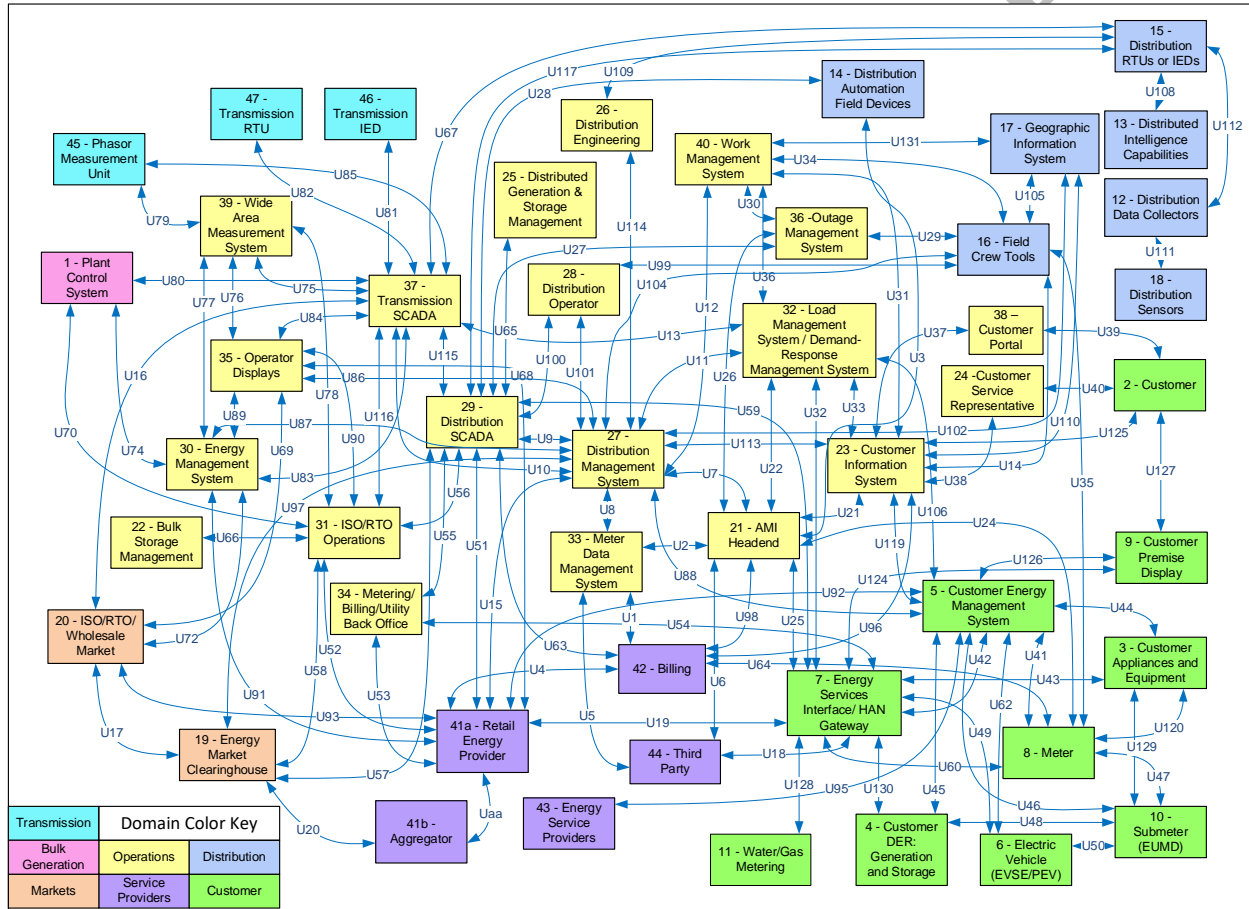 15 -
Distribution
RTUs or IEDs
U117
U109
U28
14 - Distribution
Automation
Field Devices
U108
U112
47 -
Transmission
RTU
46 -
Transmission
IED
U67
26 -
Distribution
Engineering
40 - Work
Management
System
U131
U34
17 - Geographic
Information
System
13 - Distributed
Intelligence
Capabilities
45 - Phasor
Measurement
Unit
U85
U82
U81
25 - Distributed
Generation &
Storage
Management
U30
U105
12 - Distribution
Data Collectors
U79
39 - Wide
Area
Measurement
System
U114
36 -Outage
Management
System
U29
16 - Field
Crew Tools
U111
U27
U99
1 - Plant
Control
System
U80
U77
U76
U75
37 -
Transmission
SCADA
28 -
Distribution
Operator
U104
U12
U36
U31
18 -
Distribution
Sensors
U84
U65
U13
32 - Load
Management
System /
Demand-
Response
Management
System
U37
38 –
Customer
Portal
U39
U16
35 - Operator
Displays
U78
U115
U100
U101
U11
U26
U3
U86
U68
24 -Customer
Service
Representative
U40
2 - Customer
U70
U89
U87
U90
U116
29 -
Distribution
SCADA
U59
U32
U33
U102
U110
U125
U74
30 - Energy
Management
System
U69
U9
27 -
Distribution
Management
System
U113
23 - Customer
Information
System
U14
U38
U127
U83
U10
U7
U22
U35
U97
U56
22 - Bulk
Storage
Management
U66
31 - ISO/RTO
Operations
U55
U51
U8
21 - AMI
Headend
U21
U106
U24
33 - Meter
Data
Management
System
U2
U119
U126
9 - Customer
Premise
Display
34 - Metering/
Billing/Utility
Back Office
U15
U88
U124
U92
5 - Customer Energy
Management
System
U44
20 - ISO/RTO/
Wholesale
Market
U72
U52
U58
U63
U1
U54
U98
U25
U96
U4
42 - Billing
U64
U42
U41
3 - Customer
Appliances and
Equipment
U91
U53
U6
7 - Energy
Services
Interface/ HAN
Gateway
U43
U62
U93
41a - Retail
Energy
Provider
U5
U19
U17
19 - Energy
Market
Clearinghouse
U57
44 - Third
Party
U18
U49
8 - Meter
U120
U60
U129
U128
U130
U95
U45
U47
U46
Transmission
Domain Color Key
Bulk
Generation
Operations
Distribution
Markets
Service
Providers
Customer
U20
41b -
Aggregator
Uaa
43 - Energy
Service
Providers
11 - Water/Gas
Metering
4 - Customer
DER:
Generation
and Storage
U48
6 - Electric
Vehicle
(EVSE/PEV)
U50
10 -
Submeter
(EUMD)